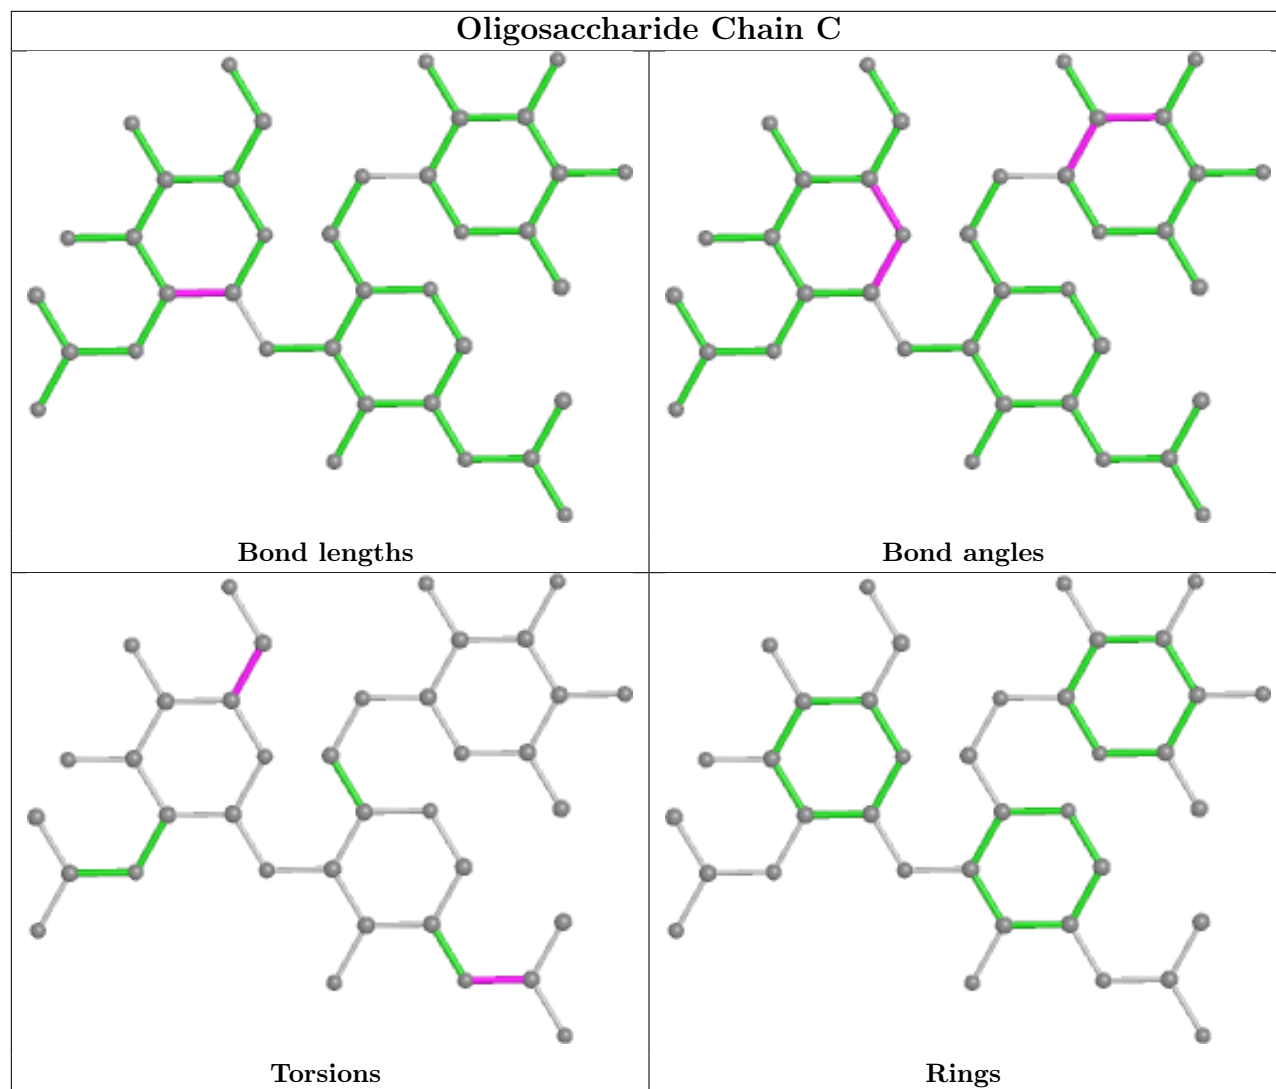 Oligosaccharide Chain C
Bond lengths
Bond angles
Torsions
Rings